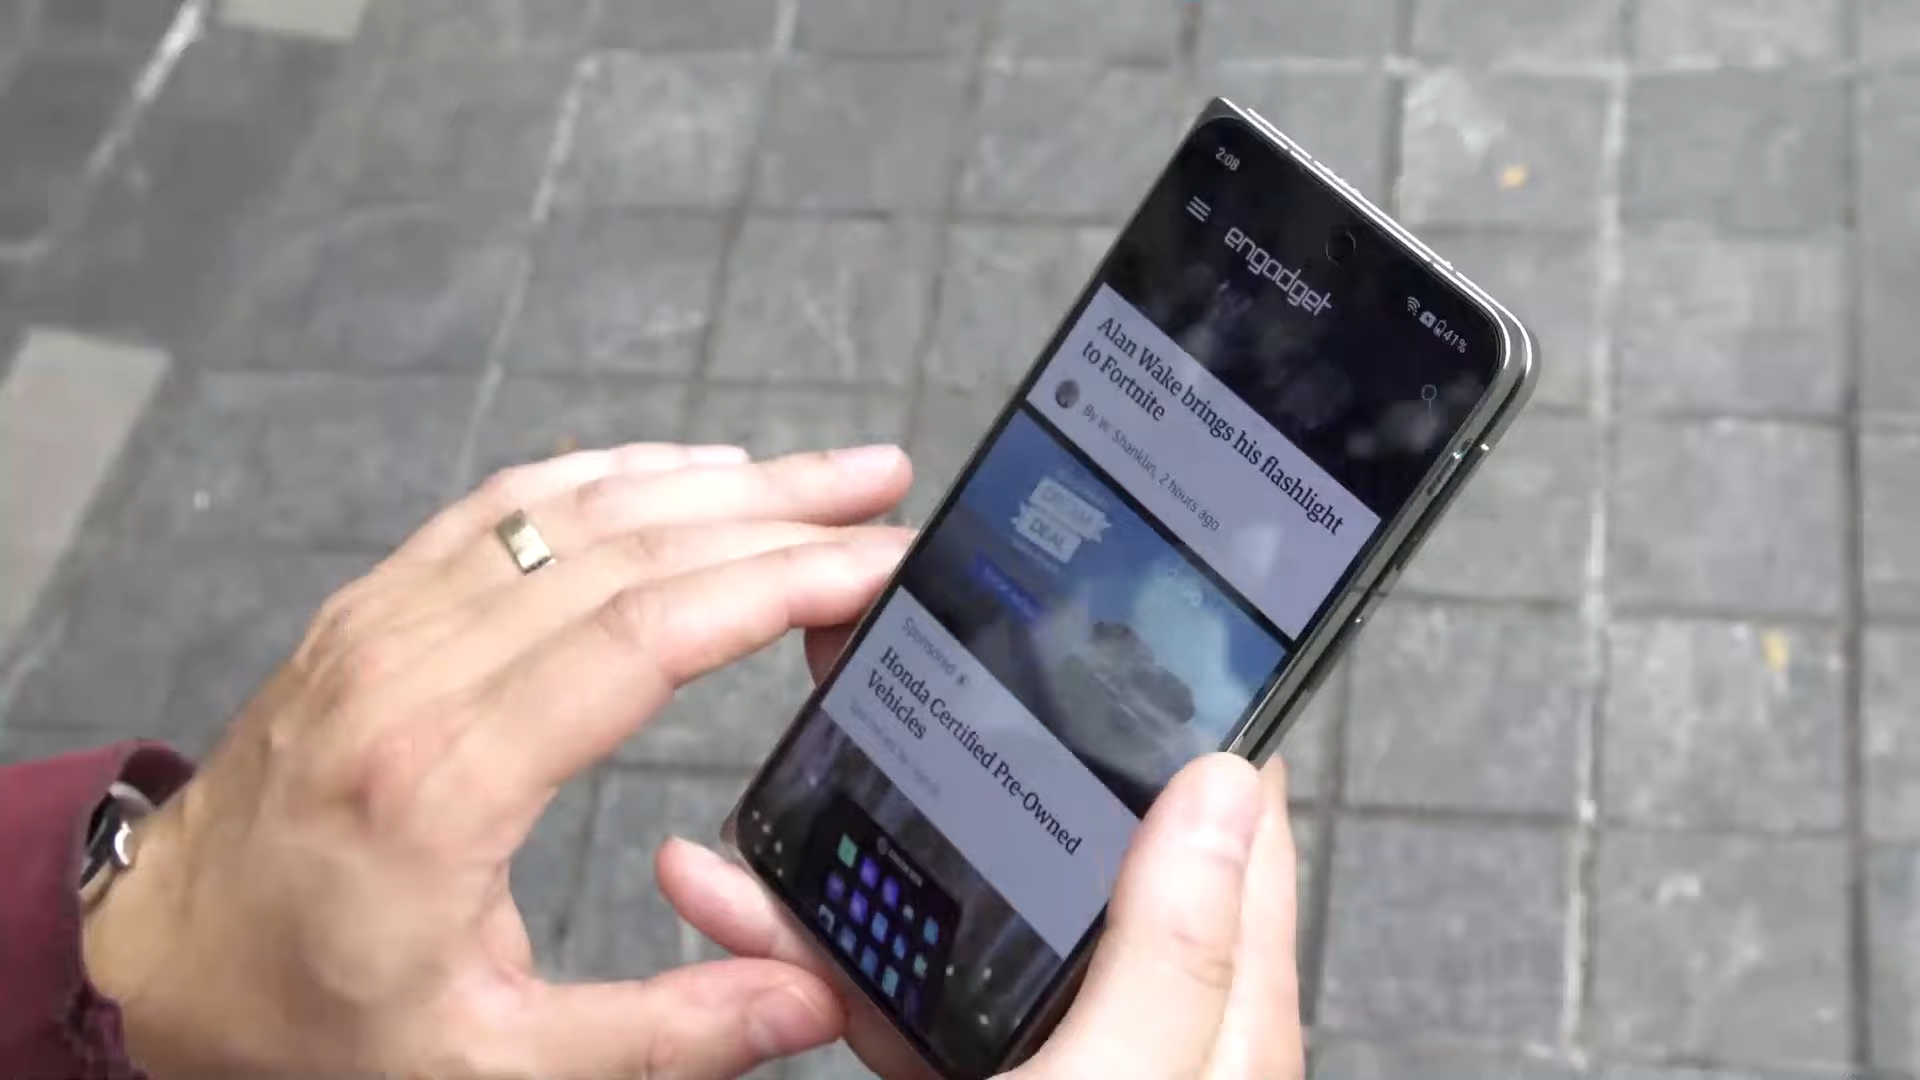 2:08
41%
engadget
Alan Wake brings his flashlight
to Fortnite
By W. Shanklin, 2 hours ago
DREAM
DEAL
Sponsored
Honda Certified Pre-Owned
Vehicles